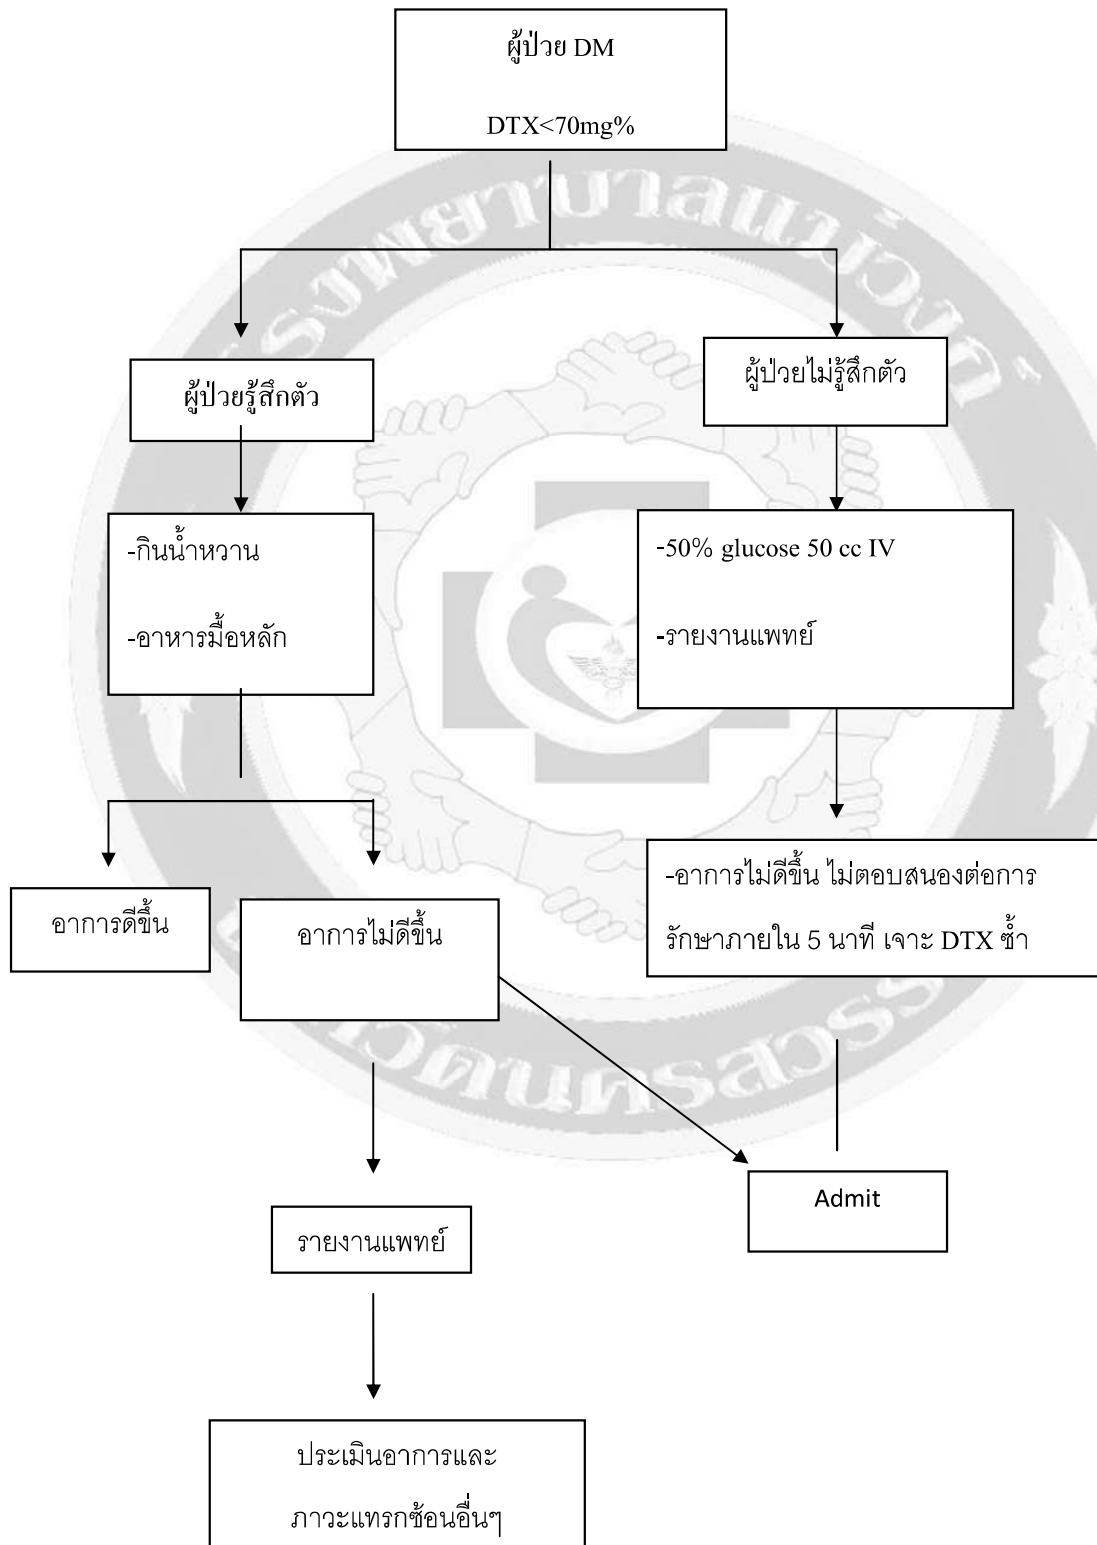 ผู้ป่วย DM
DTX<70mg%
ผู้ป่วยรู้สึกตัว
ผู้ป่วยไม่รู้สึกตัว
-กินน้ำหวาน
-อาหารมื้อหลัก
-50% glucose 50 cc IV
-รายงานแพทย์
อาการดีขึ้น
อาการไม่ดีขึ้น
-อาการไม่ดีขึ้น ไม่ตอบสนองต่อการ
รักษาภายใน 5 นาที เจาะ DTX ซ้ำ
Admit
รายงานแพทย์
ประเมินอาการและ
ภาวะแทรกซ้อนอื่นๆ